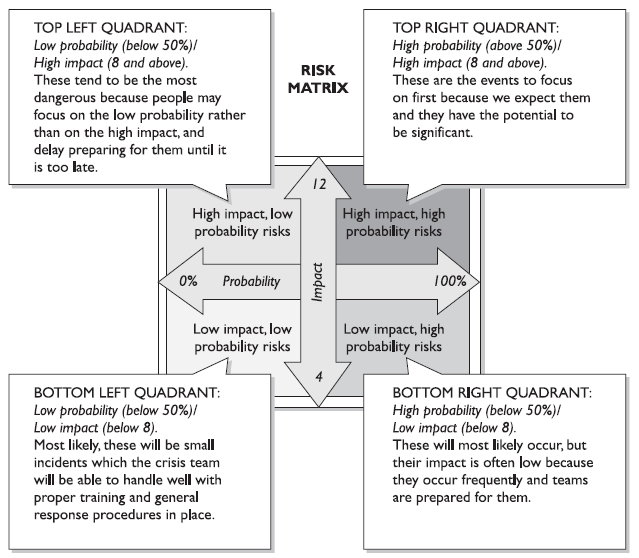 TOP LEFT QUADRANT:
Low probability (below 50%)/
High impact (8 and above).
These tend to be the most
dangerous because people may
focus on the low probability rather
than on the high impact, and
delay preparing for them until it
is too late.
RISK
MATRIX
TOP RIGHT QUADRANT:
High probability (above 50%)/
High impact (8 and above).
These are the events to focus
on first because we expect them
and they have the potential to
be significant.
12
High impact, low
probability risks
High impact, high
probability risks
0%
Probability
Impact
100%
Low impact, low
probability risks
Low impact, high
probability risks
4
BOTTOM LEFT QUADRANT:
Low probability (below 50%)/
Low impact (below 8).
Most likely, these will be small
incidents which the crisis team
will be able to handle well with
proper training and general
response procedures in place.
BOTTOM RIGHT QUADRANT:
High probability (below 50%)/
Low impact (below 8).
These will most likely occur, but
their impact is often low because
they occur frequently and teams
are prepared for them.